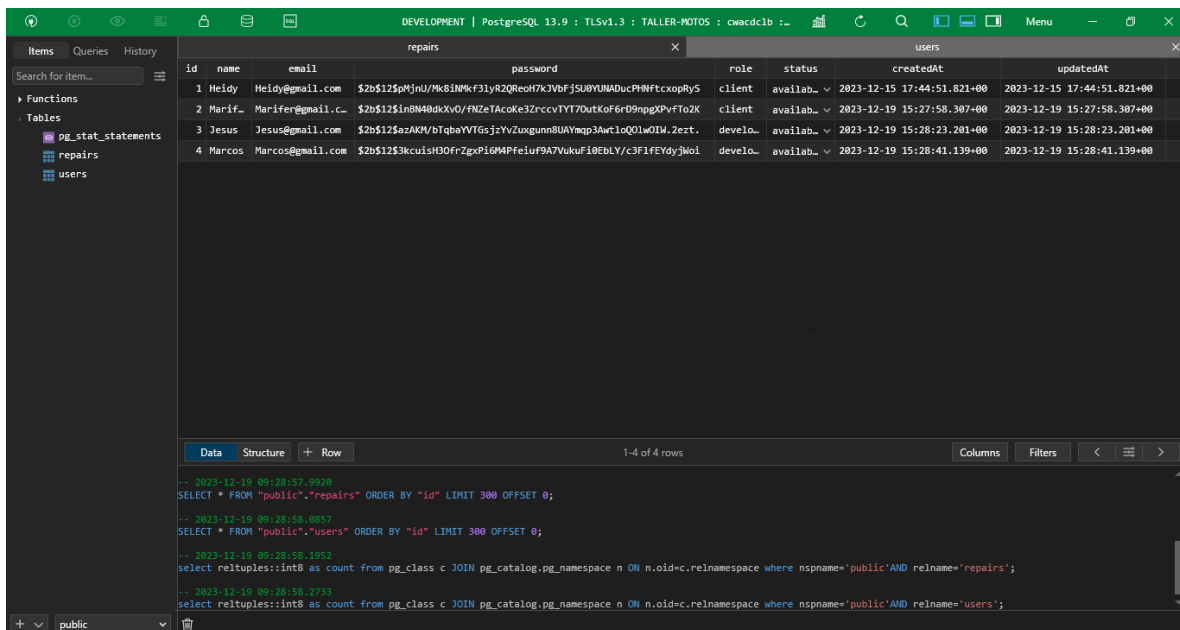 DEVELOPMENT | PostgreSQL 13.9 : TLSv1.3 : TALLER-MOTOS : cwacdc1b :…
Menu
SQL
Items Queries History
repairs
users
Search for item...
Functions
Tables
pg_stat_statements
repairs
users
id name email password role status createdAt updatedAt
1 Heidy Heidy@gmail.com $2b$12$pMjnU/Mk8iNMkf3lyR2QReoH7kJVbFjSU0YUNADucPHNftcxopRyS client availab… 2023-12-15 17:44:51.821+00 2023-12-15 17:44:51.821+00
2 Marif… Marifer@gmail.c… $2b$12$inBN40dkXvO/fNZeTAcoKe3ZrccvTYT7OutKoF6rD9npgXPvfTo2K client availab… 2023-12-19 15:27:58.307+00 2023-12-19 15:27:58.307+00
3 Jesus Jesus@gmail.com $2b$12$azAKM/bTqbaYVTGsjzYvZuxgunn8UAYmqp3AwtloQOlwOIW.2ezt. develo… availab… 2023-12-19 15:28:23.201+00 2023-12-19 15:28:23.201+00
4 Marcos Marcos@gmail.com $2b$12$3kcuisH3OfrZgxPi6M4Pfeiuf9A7VukuFi0EbLY/c3F1fEYdyjWoi develo… availab… 2023-12-19 15:28:41.139+00 2023-12-19 15:28:41.139+00
Data Structure + Row 1-4 of 4 rows Columns Filters
-- 2023-12-19 09:28:57.9920
SELECT * FROM "public"."repairs" ORDER BY "id" LIMIT 300 OFFSET 0;
-- 2023-12-19 09:28:58.0857
SELECT * FROM "public"."users" ORDER BY "id" LIMIT 300 OFFSET 0;
-- 2023-12-19 09:28:58.1952
select reltuples::int8 as count from pg_class c JOIN pg_catalog.pg_namespace n ON n.oid=c.relnamespace where nspname='public'AND relname='repairs';
-- 2023-12-19 09:28:58.2733
select reltuples::int8 as count from pg_class c JOIN pg_catalog.pg_namespace n ON n.oid=c.relnamespace where nspname='public'AND relname='users';
public